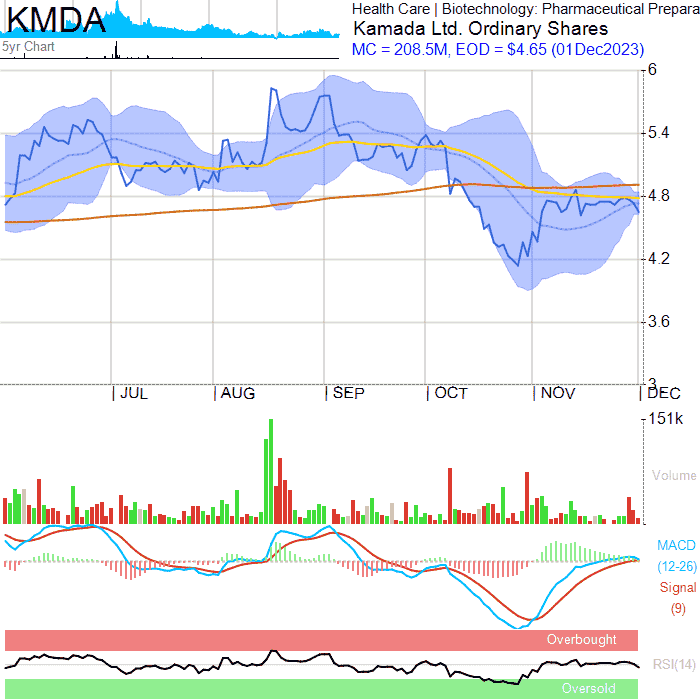 KMDA
5yr Chart
Health Care | Biotechnology: Pharmaceutical Prepara
Kamada Ltd. Ordinary Shares
MC = 208.5M, EOD = $4.65 (01Dec2023)
6
5.4
4.8
4.2
3.6
3
JUL AUG SEP OCT NOV DEC
151k
Volume
MACD
(12-26)
Signal
(9)
Overbought
RSI(14)
Oversold